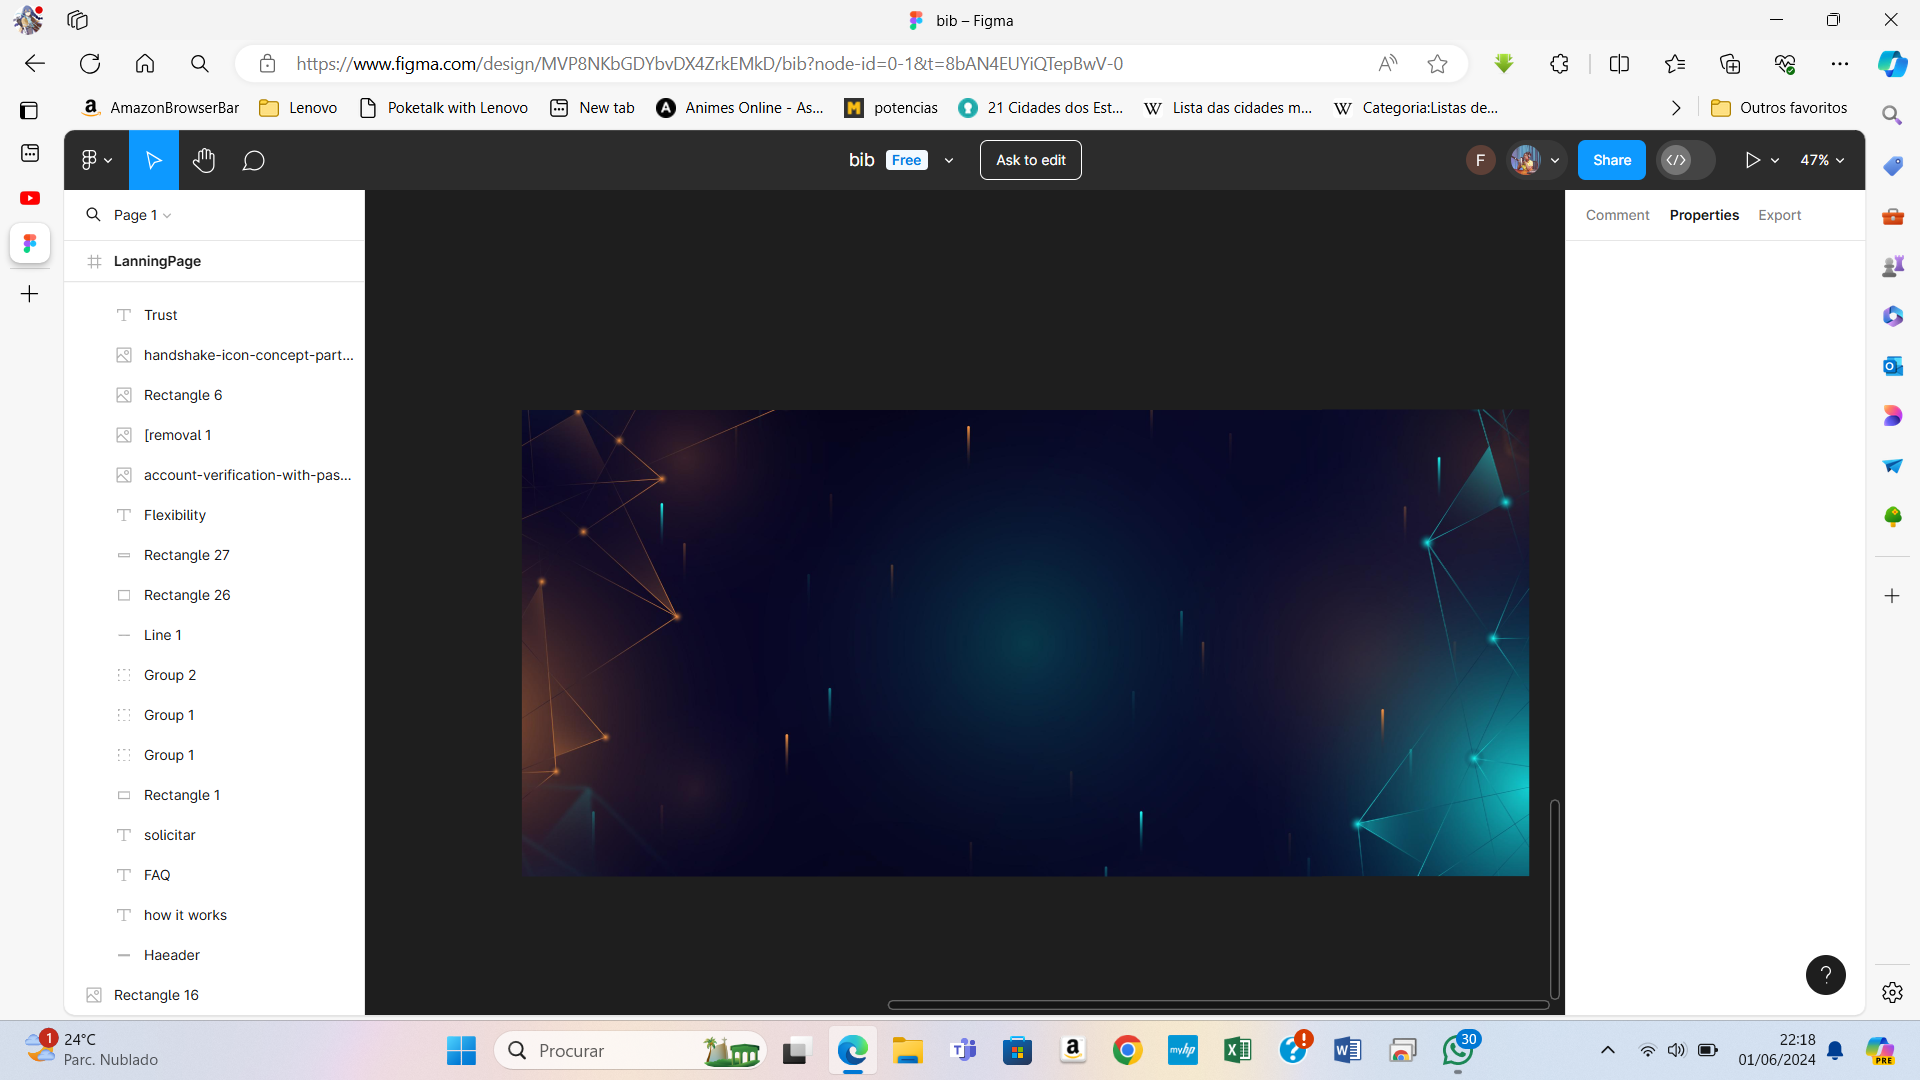 bib – Figma
https://www.figma.com/design/MVP8NKbGDYbvDX4ZrkEMkD/bib?node-id=0-1&t=8bAN4EUYiQTepBwV-0
AmazonBrowserBar
Lenovo
Poketalk with Lenovo
New tab
Animes Online - As...
potencias
21 Cidades dos Est...
Lista das cidades m...
Categoria:Listas de...
Outros favoritos
bib
Free
Ask to edit
F
Share
47%
Page 1
Comment
Properties
Export
LanningPage
Trust
handshake-icon-concept-part...
Rectangle 6
[removal 1
account-verification-with-pas...
Flexibility
Rectangle 27
Rectangle 26
Line 1
Group 2
Group 1
Group 1
Rectangle 1
solicitar
FAQ
how it works
Haeader
Rectangle 16
?
1
24°C
Parc. Nublado
Procurar
myhp
30
22:18
01/06/2024
PRE